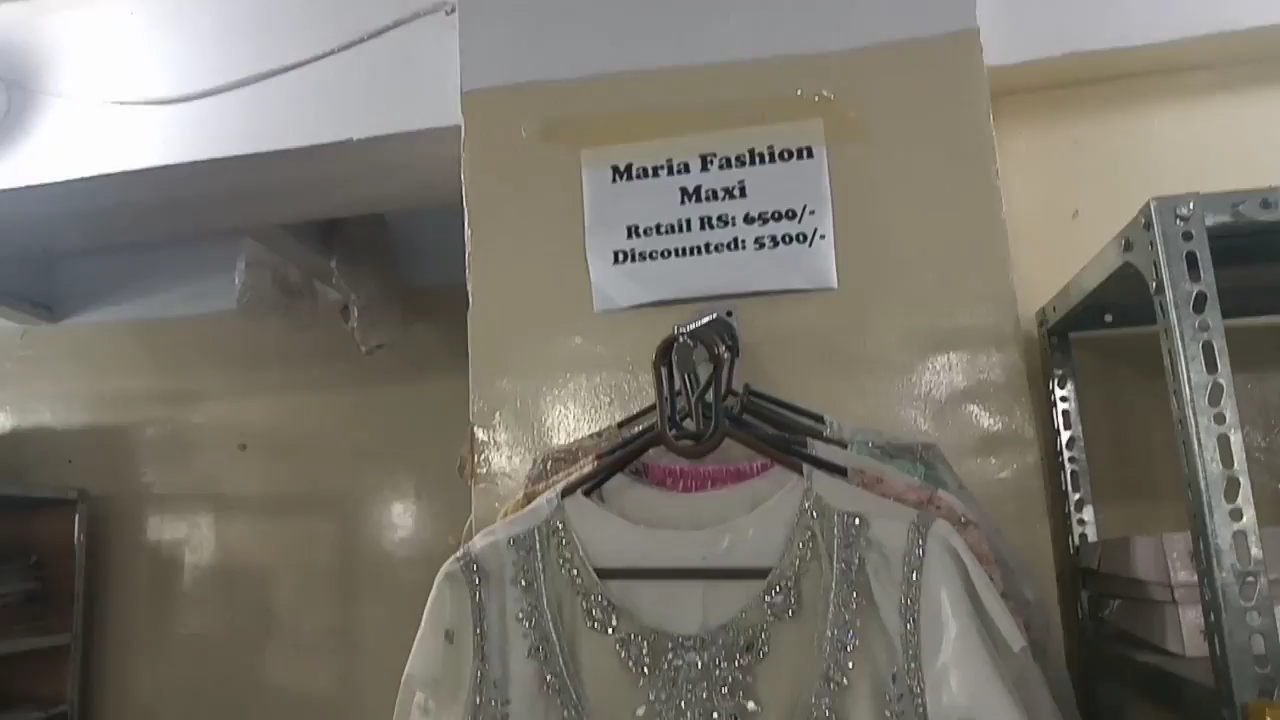 Maria Fashion
Maxi
Retail RS: 6500/-
Discounted: 5300/-